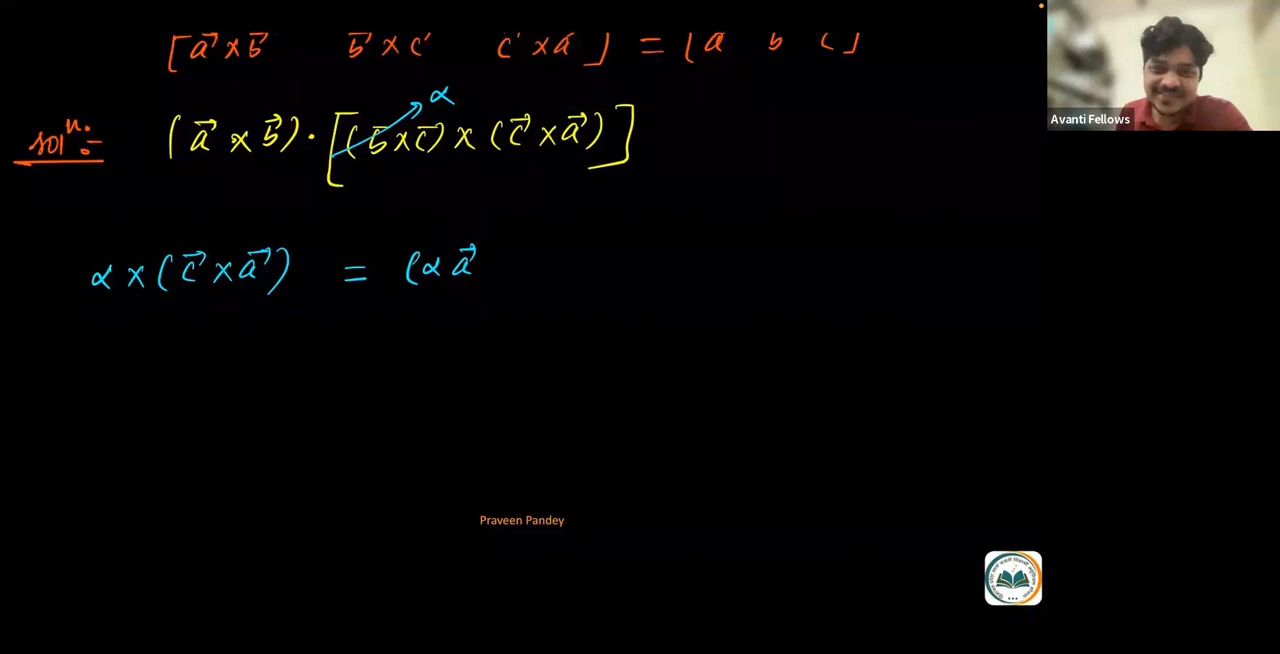 [a⃗ × b⃗   b⃗ × c⃗   c⃗ × a⃗] = [a b c]
Avanti Fellows
α
solⁿ:- (a⃗ × b⃗) · [(b⃗ × c⃗) × (c⃗ × a⃗)]
α × (c⃗ × a⃗) = (α a⃗
Praveen Pandey